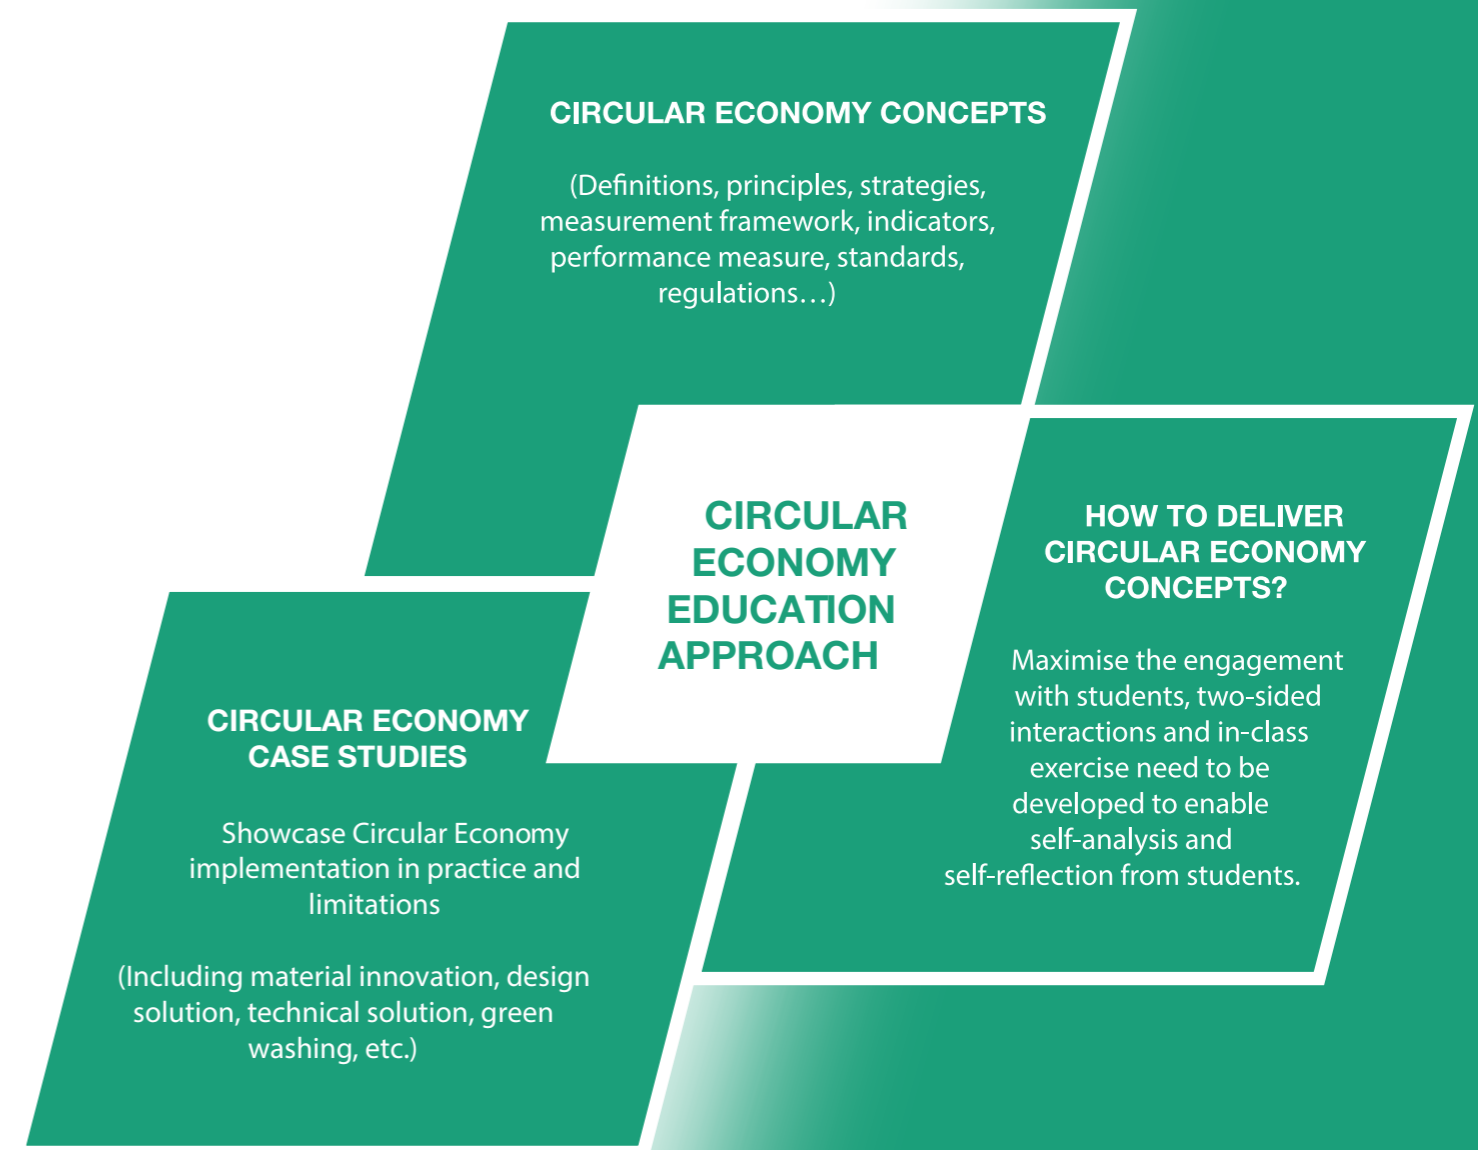 CIRCULAR ECONOMY CONCEPTS
(Definitions, principles, strategies,
measurement framework, indicators,
performance measure, standards,
regulations…)
CIRCULAR
ECONOMY
EDUCATION
APPROACH
HOW TO DELIVER
CIRCULAR ECONOMY
CONCEPTS?
Maximise the engagement
with students, two-sided
interactions and in-class
exercise need to be
developed to enable
self-analysis and
self-reflection from students.
CIRCULAR ECONOMY
CASE STUDIES
Showcase Circular Economy
implementation in practice and
limitations
(Including material innovation, design
solution, technical solution, green
washing, etc.)